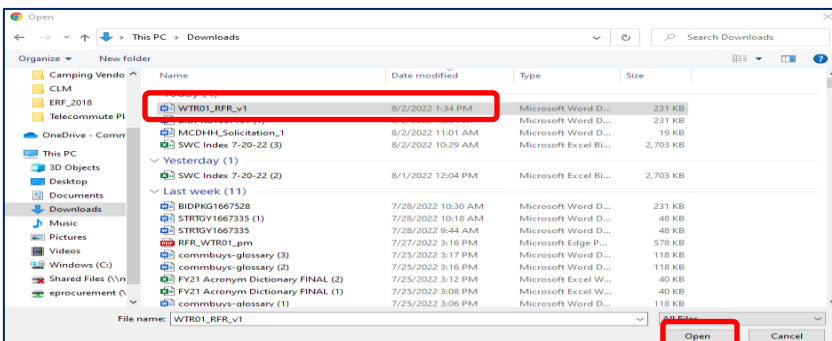 Open
This PC > Downloads
Search Downloads
Organize
New folder
Name Date modified Type Size
Camping Vendo
CLM
ERF_2018
Telecommute Pl
OneDrive - Comm
This PC
3D Objects
Desktop
Documents
Downloads
Music
Pictures
Videos
Windows (C:)
Shared Files (\\n
eprocurement (\
WTR01_RFR_v1 8/2/2022 1:34 PM Microsoft Word D... 231 KB
Microsoft Word D... 231 KB
MCDHH_Solicitation_1 8/2/2022 11:01 AM Microsoft Word D... 19 KB
SWC Index 7-20-22 (3) 8/2/2022 10:29 AM Microsoft Excel Bi... 2,703 KB
Yesterday (1)
SWC Index 7-20-22 (2) 8/1/2022 12:04 PM Microsoft Excel Bi... 2,703 KB
Last week (11)
BIDPKG1667528 7/28/2022 10:30 AM Microsoft Word D... 231 KB
STRTGY1667335 (1) 7/28/2022 10:18 AM Microsoft Word D... 48 KB
STRTGY1667335 7/28/2022 9:44 AM Microsoft Word D... 48 KB
RFR_WTR01_pm 7/27/2022 3:16 PM Microsoft Edge P... 578 KB
commbuys-glossary (3) 7/25/2022 3:17 PM Microsoft Word D... 118 KB
commbuys-glossary (2) 7/25/2022 3:16 PM Microsoft Word D... 118 KB
FY21 Acronym Dictionary FINAL (2) 7/25/2022 3:12 PM Microsoft Excel W... 40 KB
FY21 Acronym Dictionary FINAL (1) 7/25/2022 3:08 PM Microsoft Excel W... 40 KB
commbuys-glossary (1) 7/25/2022 3:06 PM Microsoft Word D... 118 KB
File name: WTR01_RFR_v1
All Files
Open Cancel